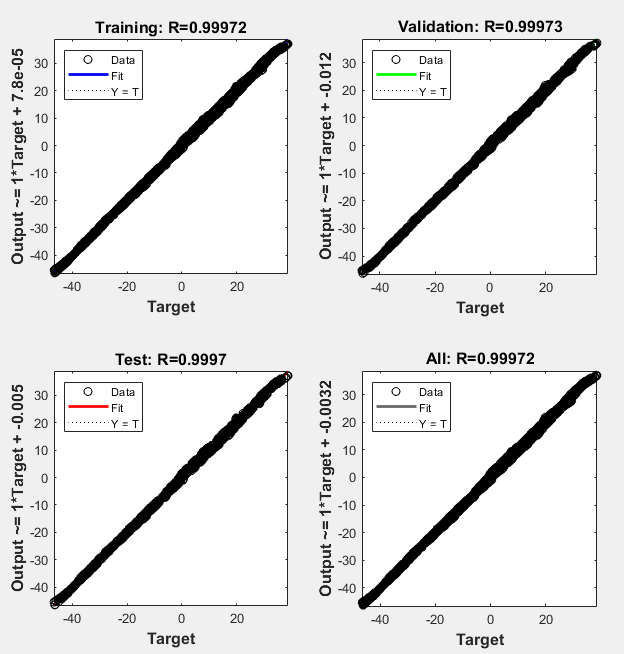 Training: R=0.99972
Output ~= 1*Target + 7.8e-05
Data
Fit
Y = T
30
20
10
0
-10
-20
-30
-40
-40
-20
0
20
Target
Validation: R=0.99973
Output ~= 1*Target + -0.012
Data
Fit
Y = T
30
20
10
0
-10
-20
-30
-40
-40
-20
0
20
Target
Test: R=0.9997
Output ~= 1*Target + -0.005
Data
Fit
Y = T
30
20
10
0
-10
-20
-30
-40
-40
-20
0
20
Target
All: R=0.99972
Output ~= 1*Target + -0.0032
Data
Fit
Y = T
30
20
10
0
-10
-20
-30
-40
-40
-20
0
20
Target